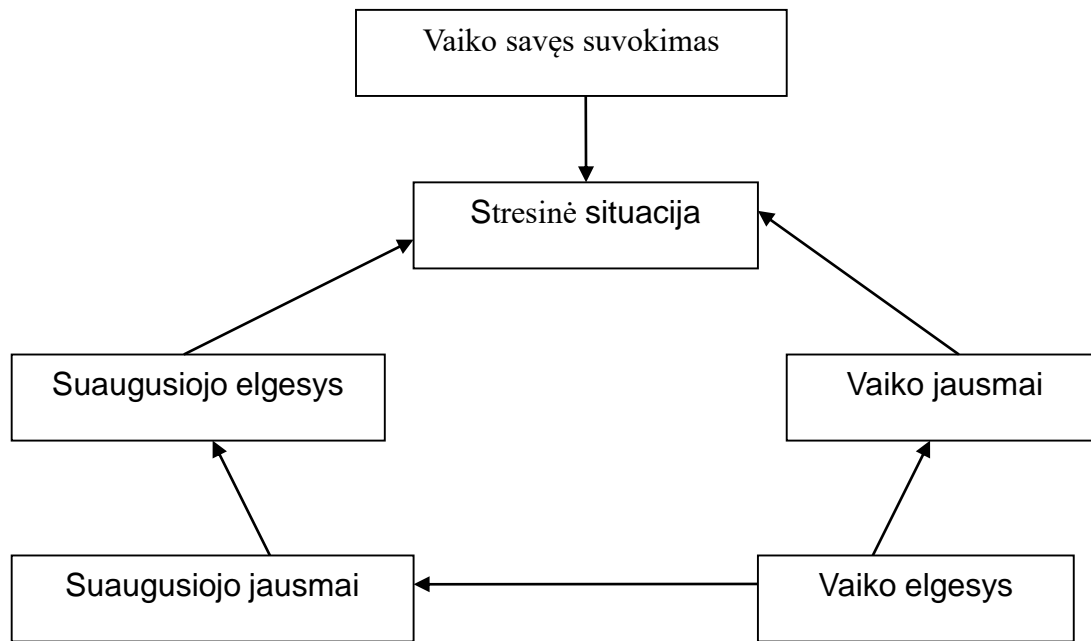 Vaiko savęs suvokimas
Stresinė situacija
Suaugusiojo elgesys
Vaiko jausmai
Suaugusiojo jausmai
Vaiko elgesys